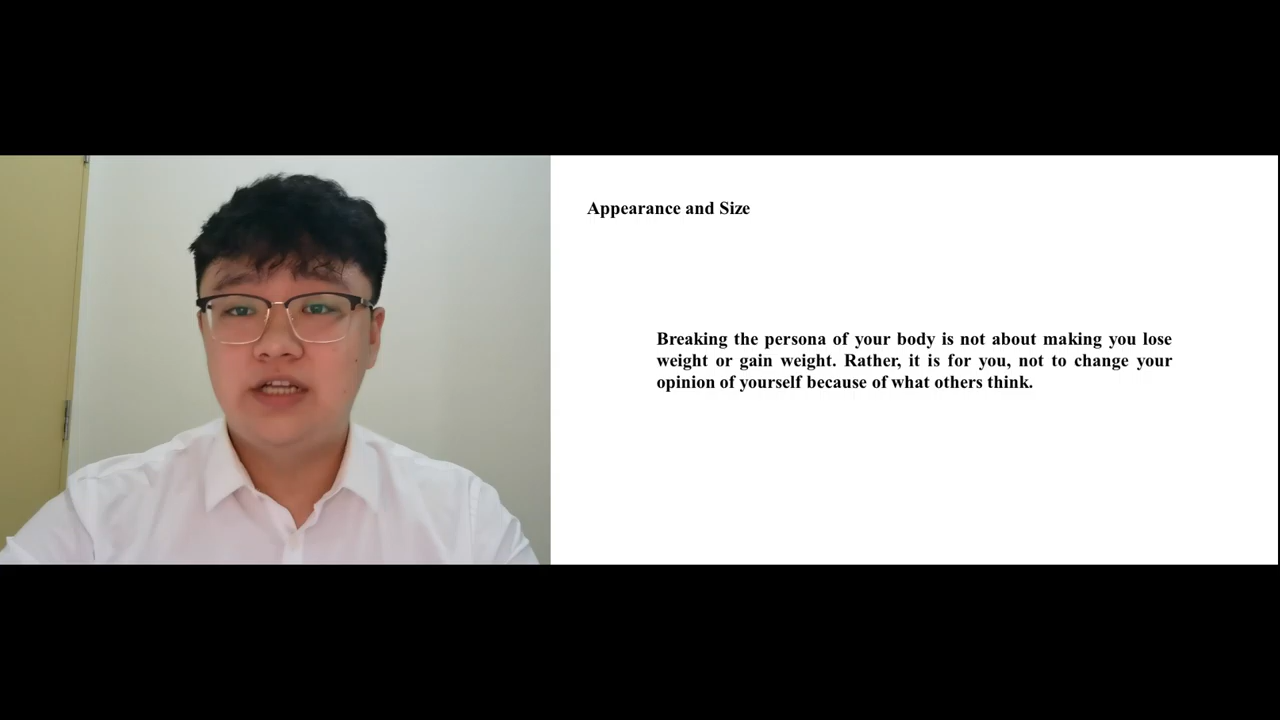 Appearance and Size
Breaking the persona of your body is not about making you lose
weight or gain weight. Rather, it is for you, not to change your
opinion of yourself because of what others think.